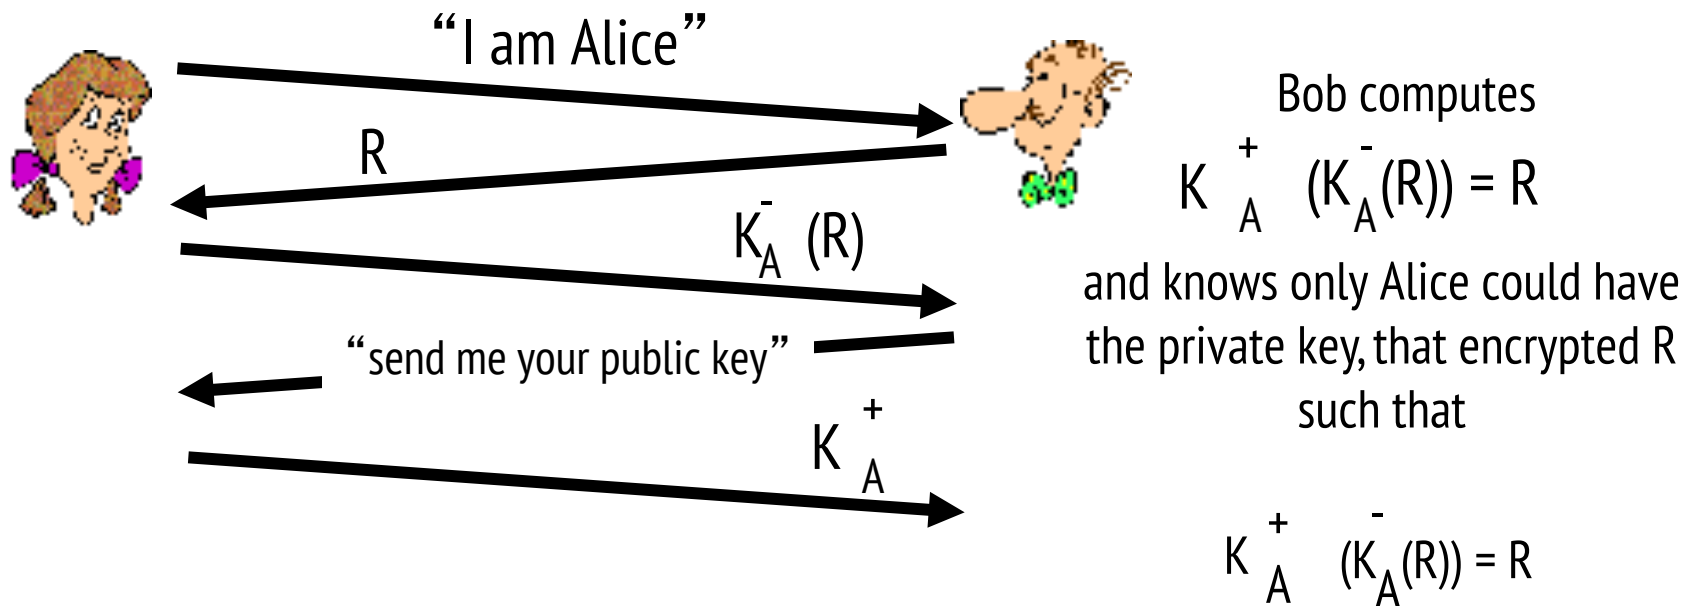 “I am Alice”
R
K_A^- (R)
“send me your public key”
K_A^+
Bob computes
K_A^+ (K_A^-(R)) = R
and knows only Alice could have
the private key, that encrypted R
such that
K_A^+ (K_A^-(R)) = R